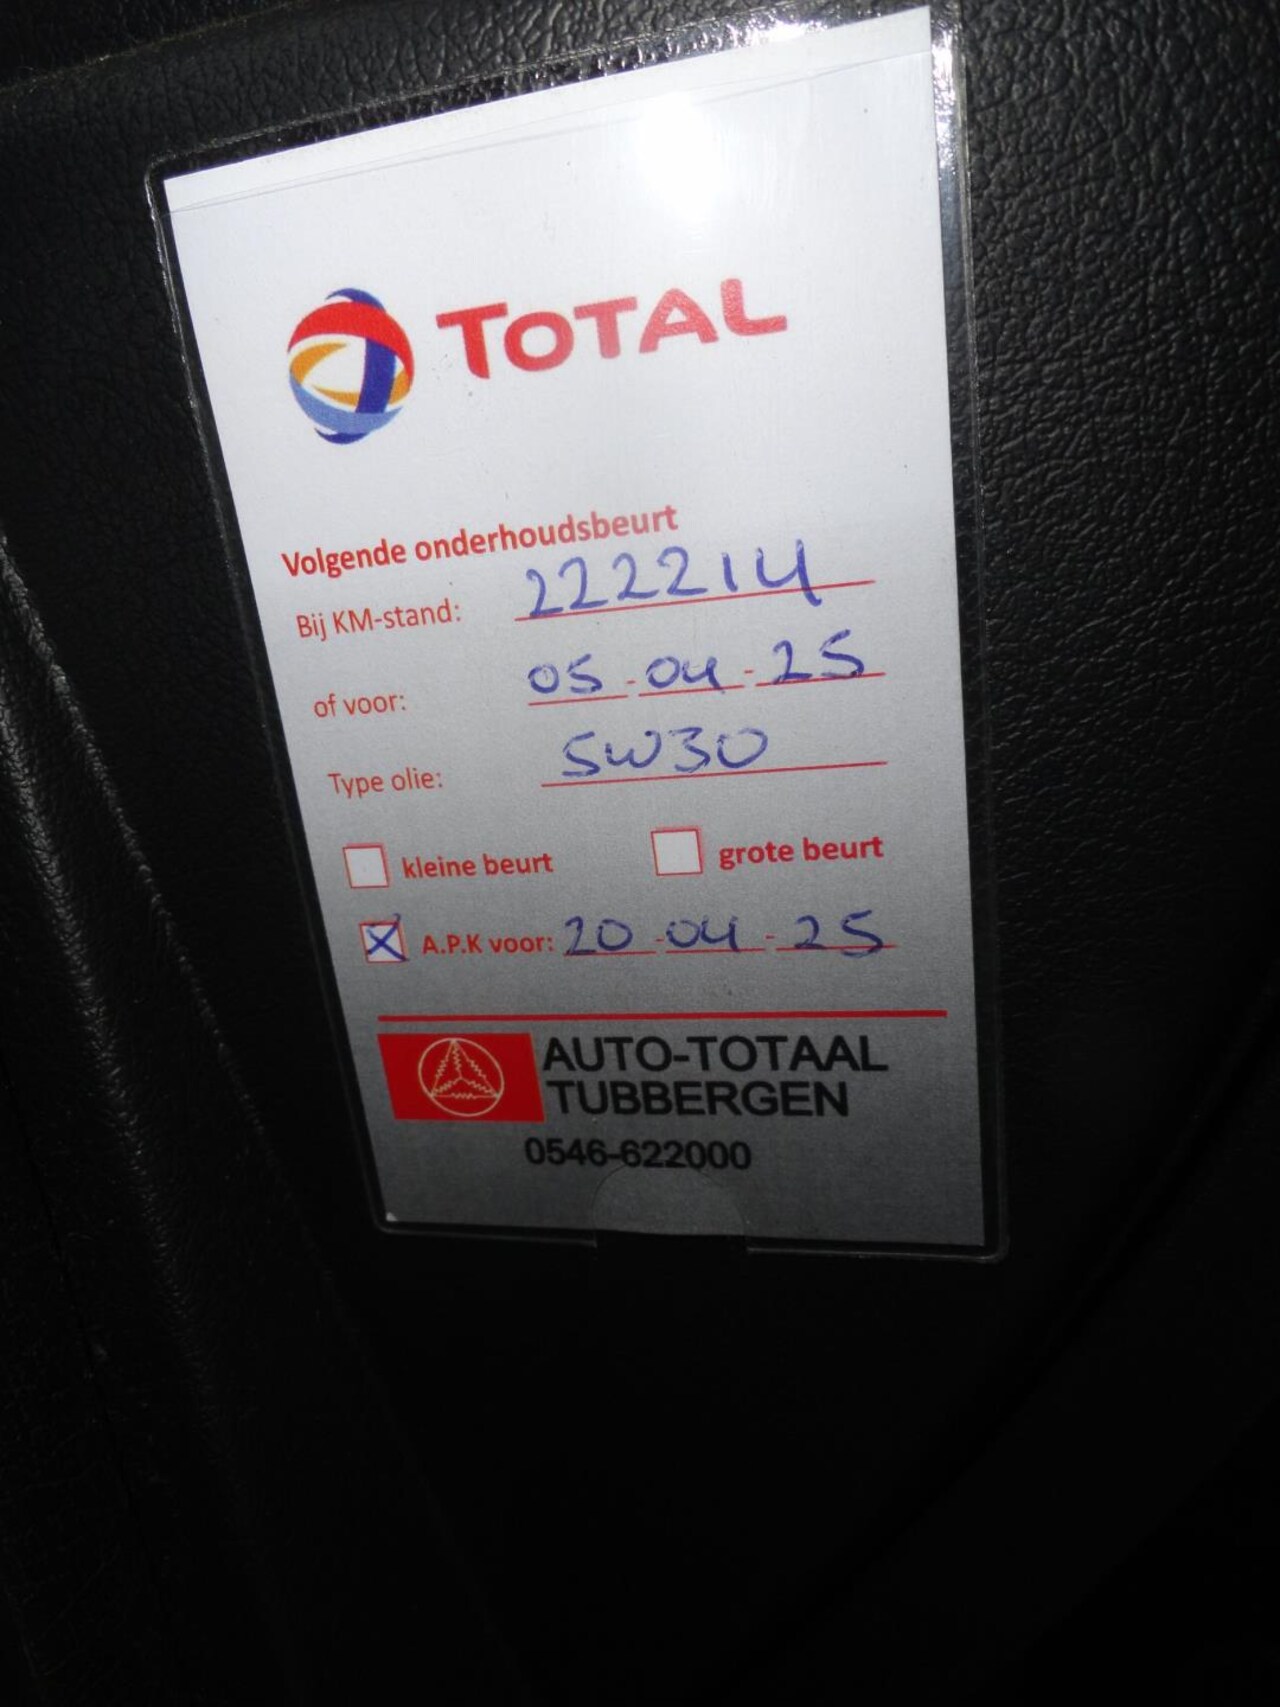 TOTAL
Volgende onderhoudsbeurt
Bij KM-stand: 222214
of voor: 05-04-25
Type olie: 5W30
kleine beurt grote beurt
A.P.K voor: 20-04-25
AUTO-TOTAAL
TUBBERGEN
0546-622000